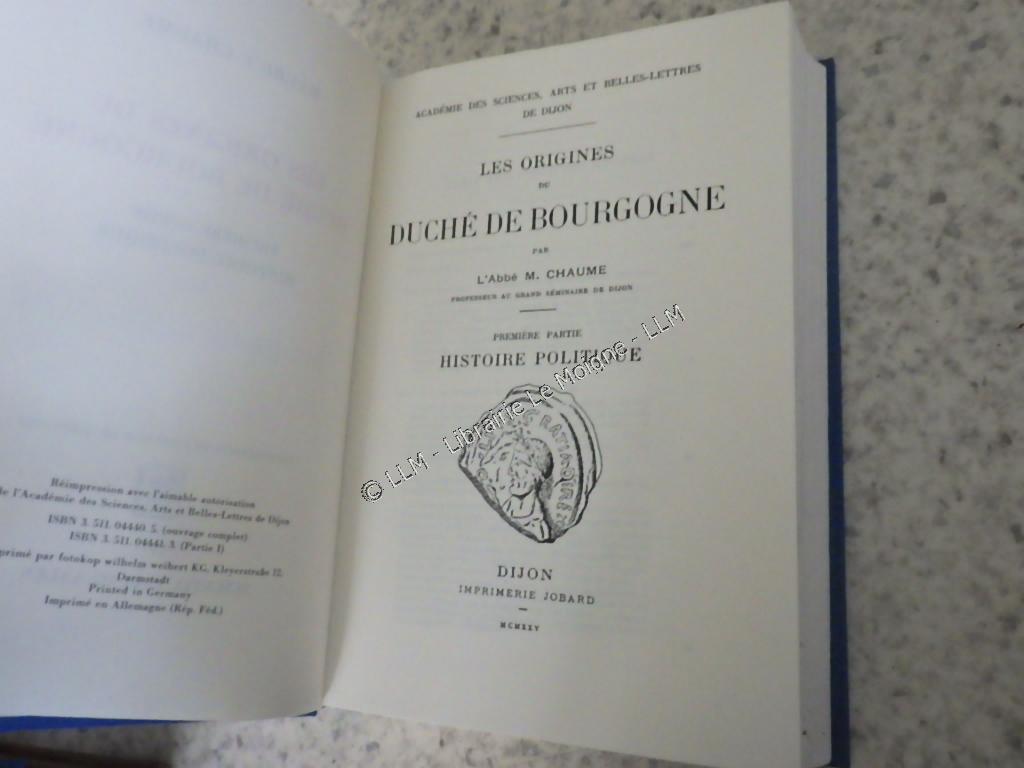 Réimpression avec l'aimable autorisation
de l'Académie des Sciences, Arts et Belles-Lettres de Dijon
ISBN 3. 511. 04440. 5. (ouvrage complet)
ISBN 3. 511. 04441. 3. (Partie I)
primé par fotokop wilhelm weihert KG, Kleyerstraße 12,
Darmstadt
Printed in Germany
Imprimé en Allemagne (Rép. Féd.)
ACADÉMIE DES SCIENCES, ARTS ET BELLES-LETTRES
DE DIJON
LES ORIGINES
DU
DUCHÉ DE BOURGOGNE
PAR
L'Abbé M. CHAUME
PROFESSEUR AU GRAND SÉMINAIRE DE DIJON
PREMIÈRE PARTIE
HISTOIRE POLITIQUE
© LLM - Librairie Le Moigne - LLM
DIJON
IMPRIMERIE JOBARD
MCMXXV